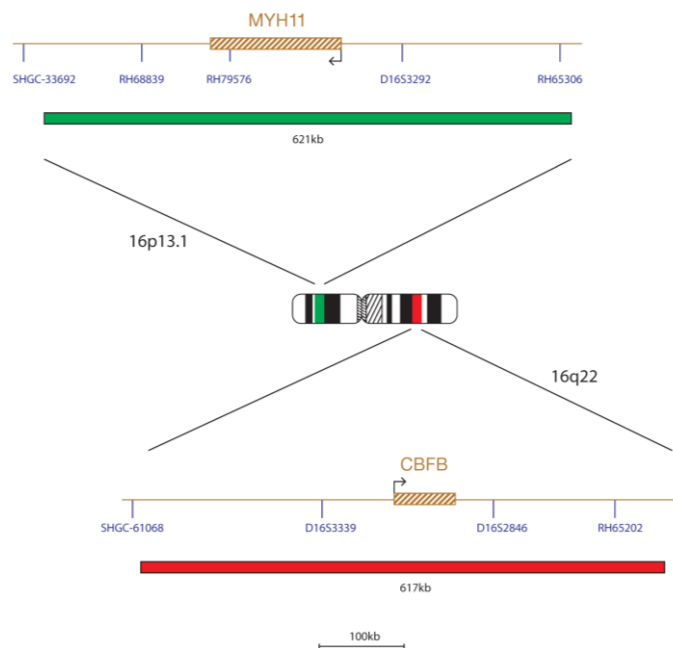 MYH11
SHGC-33692 RH68839 RH79576 D16S3292 RH65306
621kb
16p13.1
16q22
CBFB
SHGC-61068 D16S3339 D16S2846 RH65202
617kb
100kb